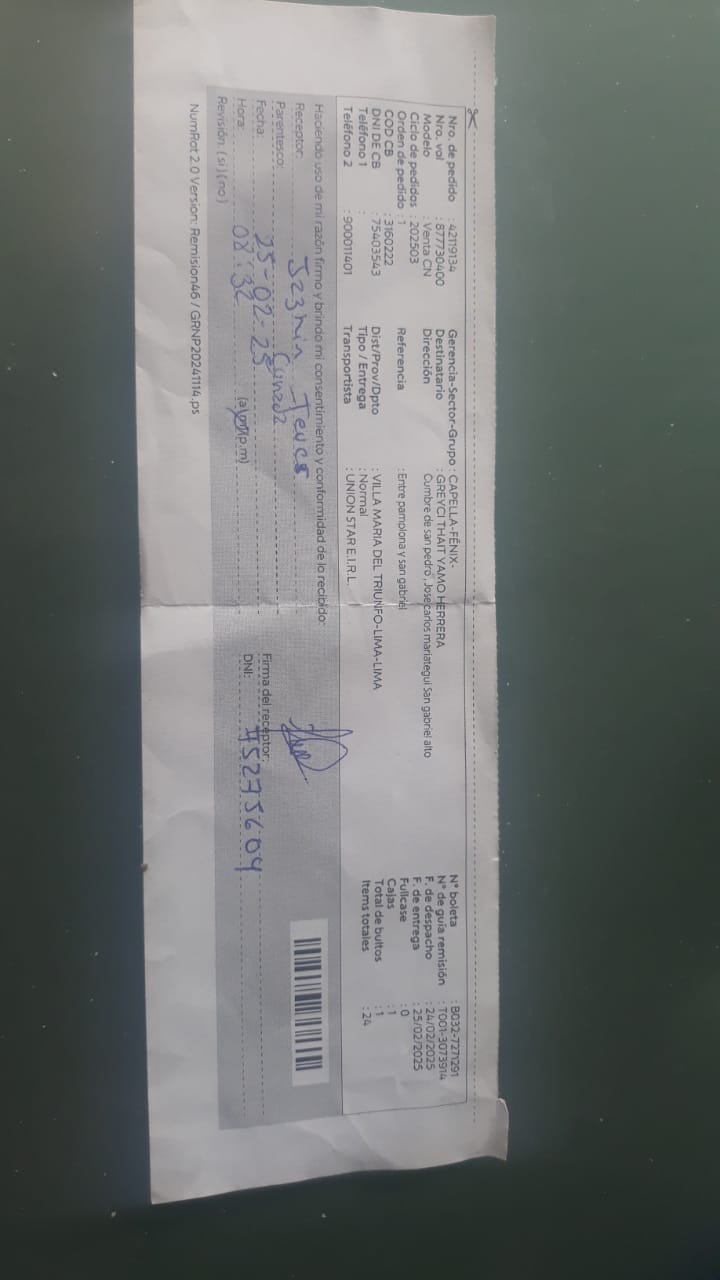 Nro. de pedido : 42119134
Nro. vol : 877730400
Modelo : Venta CN
Ciclo de pedidos : 202503
Orden de pedido : 1
COD CB : 3160222
DNI DE CB : 75403543
Teléfono 1 :
Teléfono 2 : 900011401
Gerencia-Sector-Grupo : CAPELLA-FÉNIX-
Destinatario : GREYCI THAIT YAMO HERRERA
Dirección Cumbre de san pedro , Jose carlos mariategui San gabriel alto
Referencia : Entre pamplona y san gabriel
Dist/Prov/Dpto : VILLA MARIA DEL TRIUNFO-LIMA-LIMA
Tipo / Entrega : Normal
Transportista : UNION STAR E.I.R.L.
N° boleta : B032-7271291
N° de guía remisión : T001-3073914
F. de despacho : 24/02/2025
F. de entrega : 25/02/2025
Fullcase : 0
Cajas : 1
Total de bultos : 1
Items totales : 24
Haciendo uso de mi razón firmo y brindo mi consentimiento y conformidad de lo recibido:
Receptor: Jazmin
Parentesco:
Fecha: 25-02-25
Hora: 08:32 (a.m)(p.m)
Revisión: (si)(no)
Firma del receptor:
DNI: 75275604
NumRot 2.0 Version: Remision46 / GRNP20241114.ps